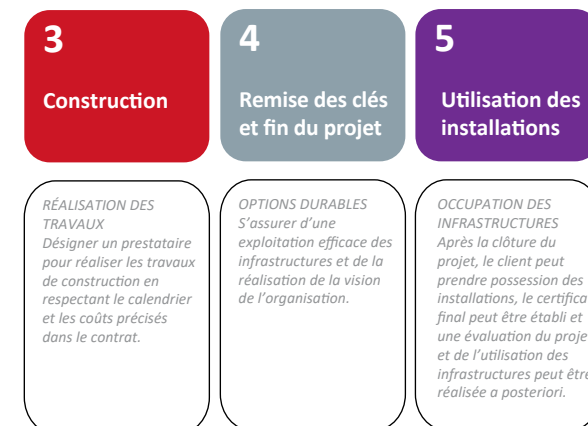 3
Construction
4
Remise des clés
et fin du projet
5
Utilisation des
installations
RÉALISATION DES
TRAVAUX
Désigner un prestataire
pour réaliser les travaux
de construction en
respectant le calendrier
et les coûts précisés
dans le contrat.
OPTIONS DURABLES
S’assurer d’une
exploitation efficace des
infrastructures et de la
réalisation de la vision
de l’organisation.
OCCUPATION DES
INFRASTRUCTURES
Après la clôture du
projet, le client peut
prendre possession des
installations, le certifica
final peut être établi et
une évaluation du proje
et de l’utilisation des
infrastructures peut être
réalisée a posteriori.